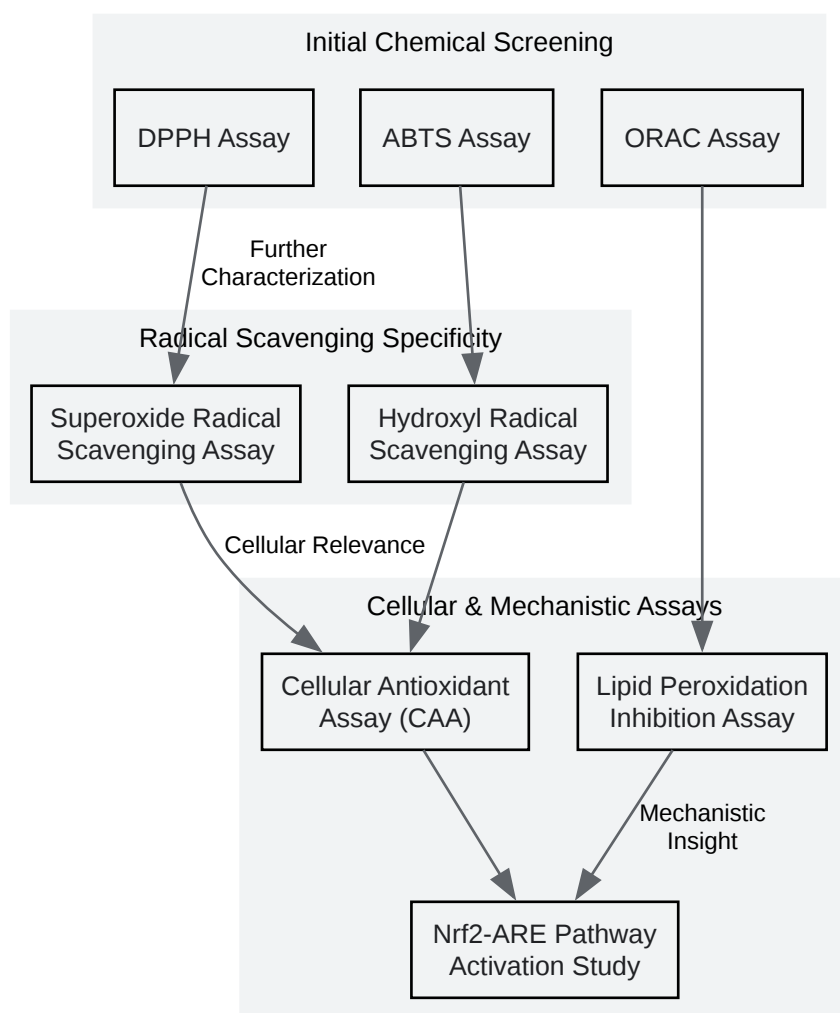 Initial Chemical Screening
DPPH Assay
ABTS Assay
ORAC Assay
Further
Characterization
Radical Scavenging Specificity
Superoxide Radical
Scavenging Assay
Hydroxyl Radical
Scavenging Assay
Cellular Relevance
Cellular & Mechanistic Assays
Cellular Antioxidant
Assay (CAA)
Lipid Peroxidation
Inhibition Assay
Mechanistic
Insight
Nrf2-ARE Pathway
Activation Study